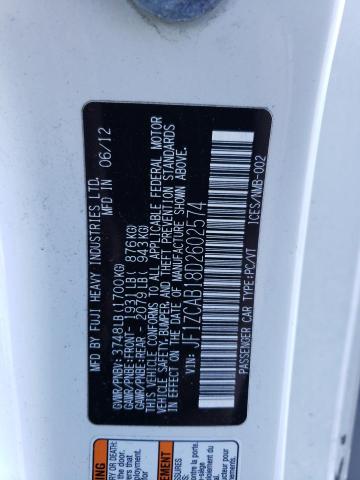 MFD BY FUJI HEAVY INDUSTRIES LTD.
MFD IN 06/12
GVWR/PNBV: 3748LB(1700KG)
GAWR/PNBE:FRONT- 1931LB( 876KG)
GAWR/PNBE:REAR - 2079LB( 943KG)
THIS VEHICLE CONFORMS TO ALL APPLICABLE FEDERAL MOTOR
VEHICLE SAFETY,BUMPER, AND THEFT PREVENTION STANDARDS
IN EFFECT ON THE DATE OF MANUFACTURE SHOWN ABOVE.
VIN: JF1ZCAB18D2602574
PASSENGER CAR TYPE:PC/VT ICES/NMB-002